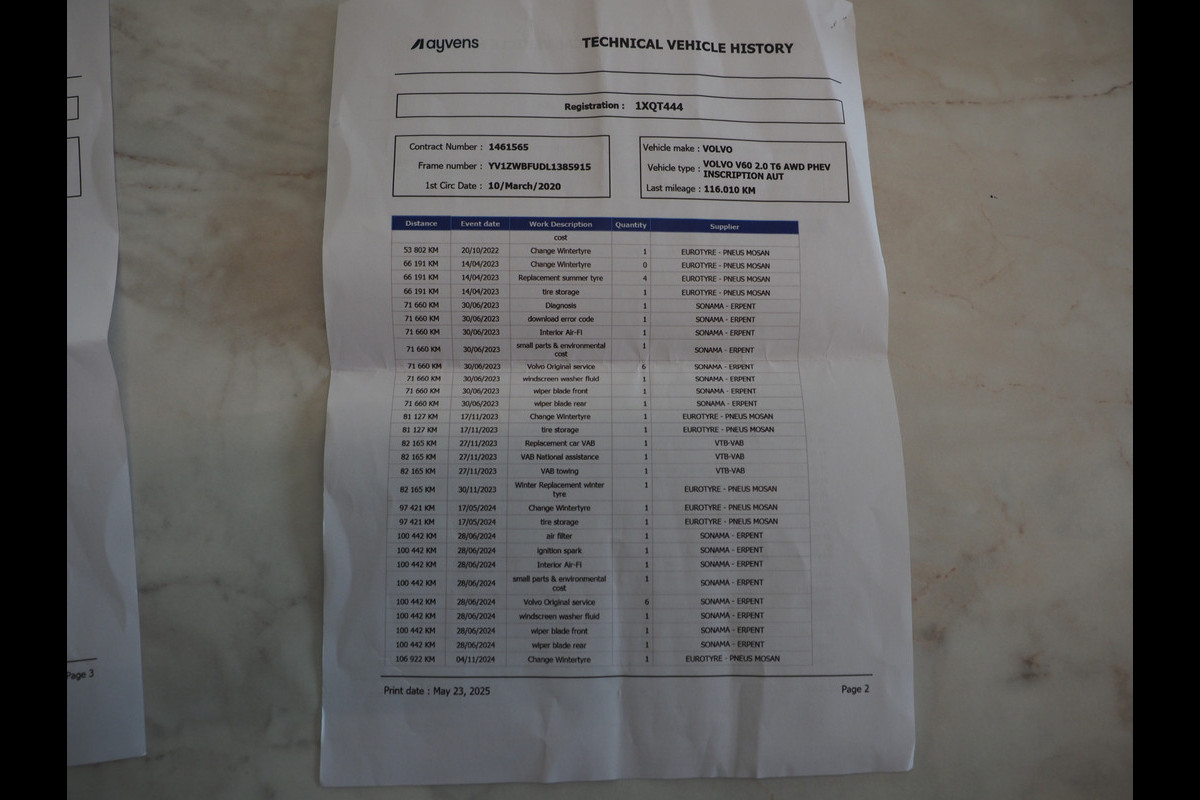 ayvens
TECHNICAL VEHICLE HISTORY
Registration : 1XQT444
Contract Number : 1461565
Frame number : YV1ZWBFUDL1385915
1st Circ Date : 10/March/2020
Vehicle make : VOLVO
Vehicle type : VOLVO V60 2.0 T6 AWD PHEV
INSCRIPTION AUT
Last mileage : 116.010 KM
Distance Event date Work Description Quantity Supplier
cost
53 802 KM 20/10/2022 Change Wintertyre 1 EUROTYRE - PNEUS MOSAN
66 191 KM 14/04/2023 Change Wintertyre 0 EUROTYRE - PNEUS MOSAN
66 191 KM 14/04/2023 Replacement summer tyre 4 EUROTYRE - PNEUS MOSAN
66 191 KM 14/04/2023 tire storage 1 EUROTYRE - PNEUS MOSAN
71 660 KM 30/06/2023 Diagnosis 1 SONAMA - ERPENT
71 660 KM 30/06/2023 download error code 1 SONAMA - ERPENT
71 660 KM 30/06/2023 Interior Air-Fi 1 SONAMA - ERPENT
71 660 KM 30/06/2023 small parts & environmental cost 1 SONAMA - ERPENT
71 660 KM 30/06/2023 Volvo Original service 6 SONAMA - ERPENT
71 660 KM 30/06/2023 windscreen washer fluid 1 SONAMA - ERPENT
71 660 KM 30/06/2023 wiper blade front 1 SONAMA - ERPENT
71 660 KM 30/06/2023 wiper blade rear 1 SONAMA - ERPENT
81 127 KM 17/11/2023 Change Wintertyre 1 EUROTYRE - PNEUS MOSAN
81 127 KM 17/11/2023 tire storage 1 EUROTYRE - PNEUS MOSAN
82 165 KM 27/11/2023 Replacement car VAB 1 VTB-VAB
82 165 KM 27/11/2023 VAB National assistance 1 VTB-VAB
82 165 KM 27/11/2023 VAB towing 1 VTB-VAB
82 165 KM 30/11/2023 Winter Replacement winter tyre 1 EUROTYRE - PNEUS MOSAN
97 421 KM 17/05/2024 Change Wintertyre 1 EUROTYRE - PNEUS MOSAN
97 421 KM 17/05/2024 tire storage 1 EUROTYRE - PNEUS MOSAN
100 442 KM 28/06/2024 air filter 1 SONAMA - ERPENT
100 442 KM 28/06/2024 ignition spark 1 SONAMA - ERPENT
100 442 KM 28/06/2024 Interior Air-Fi 1 SONAMA - ERPENT
100 442 KM 28/06/2024 small parts & environmental cost 1 SONAMA - ERPENT
100 442 KM 28/06/2024 Volvo Original service 6 SONAMA - ERPENT
100 442 KM 28/06/2024 windscreen washer fluid 1 SONAMA - ERPENT
100 442 KM 28/06/2024 wiper blade front 1 SONAMA - ERPENT
100 442 KM 28/06/2024 wiper blade rear 1 SONAMA - ERPENT
106 922 KM 04/11/2024 Change Wintertyre 1 EUROTYRE - PNEUS MOSAN
Print date : May 23, 2025
Page 2
Page 3